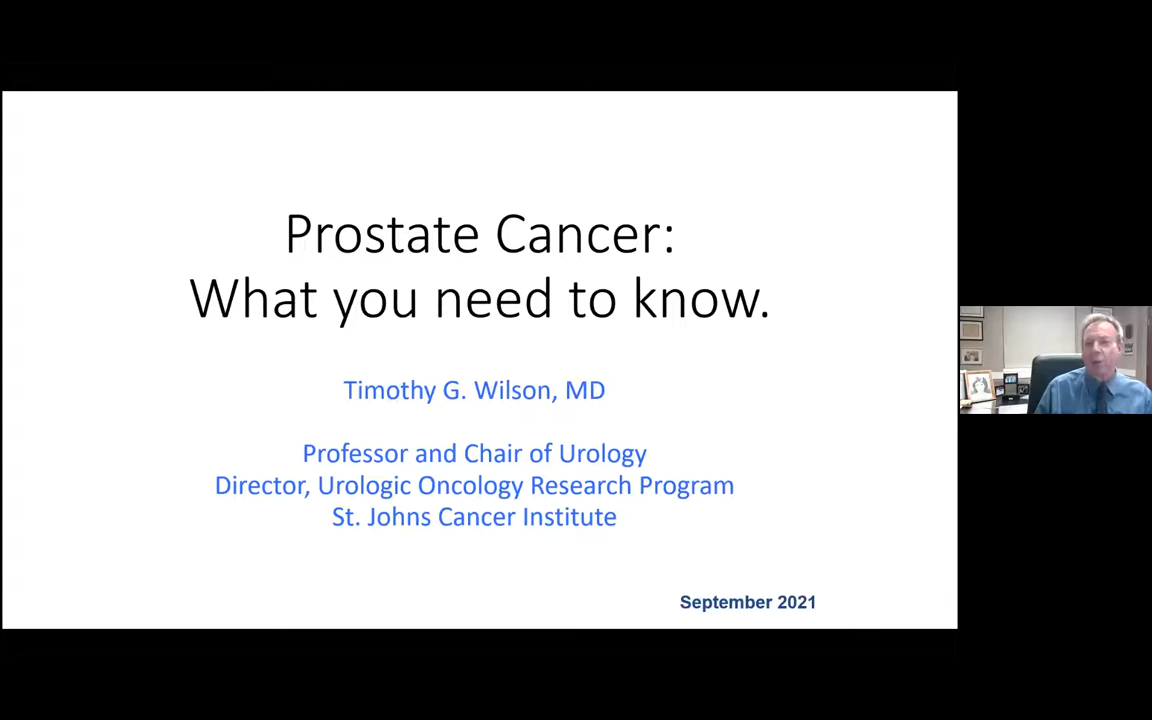 Prostate Cancer:
What you need to know.
Timothy G. Wilson, MD
Professor and Chair of Urology
Director, Urologic Oncology Research Program
St. Johns Cancer Institute
September 2021